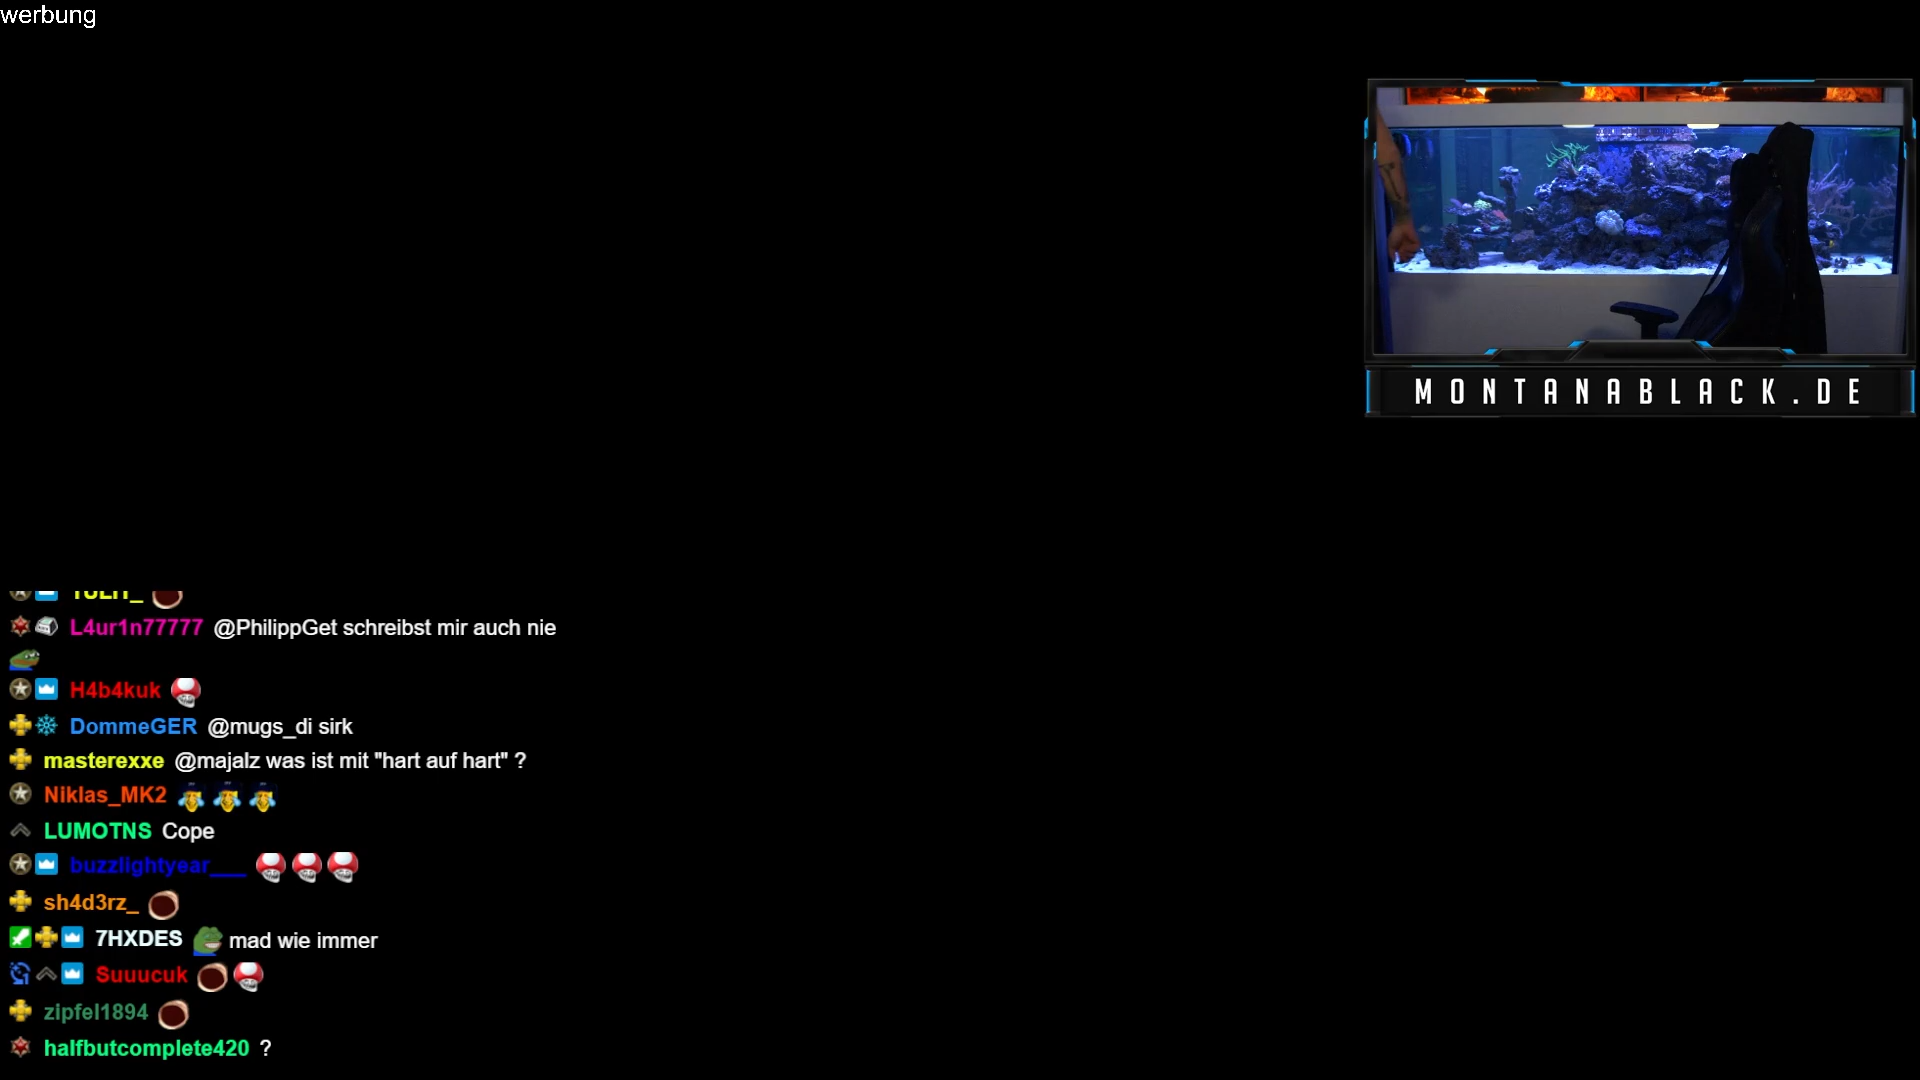 werbung
MONTANABLACK.DE
L4ur1n77777 @PhilippGet schreibst mir auch nie
H4b4kuk
DommeGER @mugs_di sirk
masterexxe @majalz was ist mit "hart auf hart" ?
Niklas_MK2
LUMOTNS Cope
buzzlightyear___
sh4d3rz_
7HXDES mad wie immer
Suuucuk
zipfel1894
halfbutcomplete420 ?